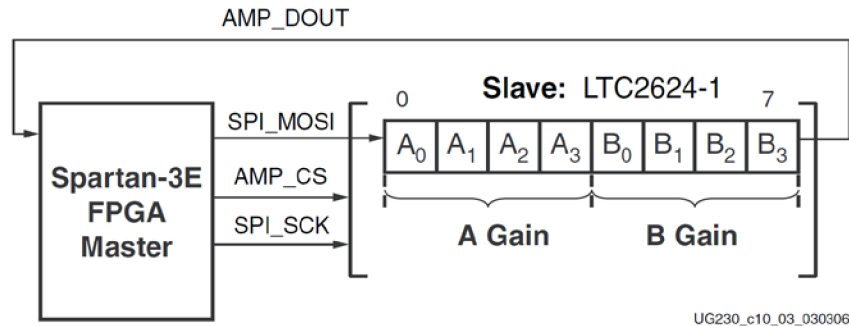 AMP_DOUT
0 Slave: LTC2624-1 7
SPI_MOSI
A0 A1 A2 A3 B0 B1 B2 B3
Spartan-3E
FPGA
Master
AMP_CS
SPI_SCK
A Gain B Gain
UG230_c10_03_030306